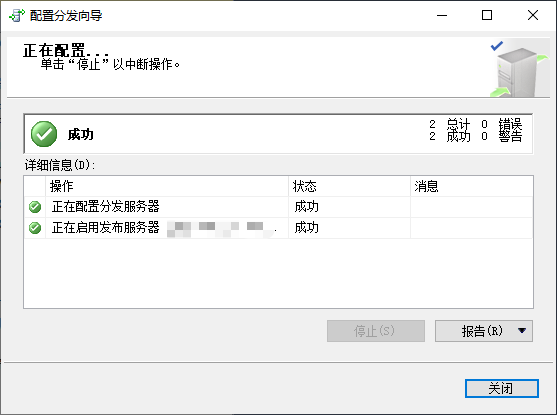 配置分发向导
正在配置...
单击“停止”以中断操作。
成功
2 总计 0 错误
2 成功 0 警告
详细信息(D):
操作 状态 消息
正在配置分发服务器 成功
正在启用发布服务器 . 成功
停止(S) 报告(R)
关闭